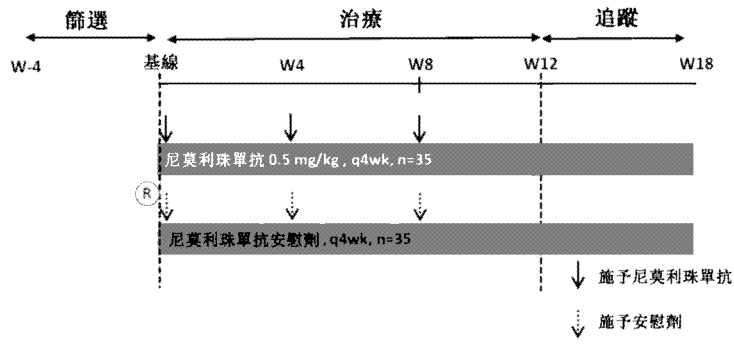 篩選 治療 追蹤
W-4 基線 W4 W8 W12 W18
尼莫利珠單抗 0.5 mg/kg , q4wk, n=35
R
尼莫利珠單抗安慰劑 , q4wk, n=35
施予尼莫利珠單抗
施予安慰劑